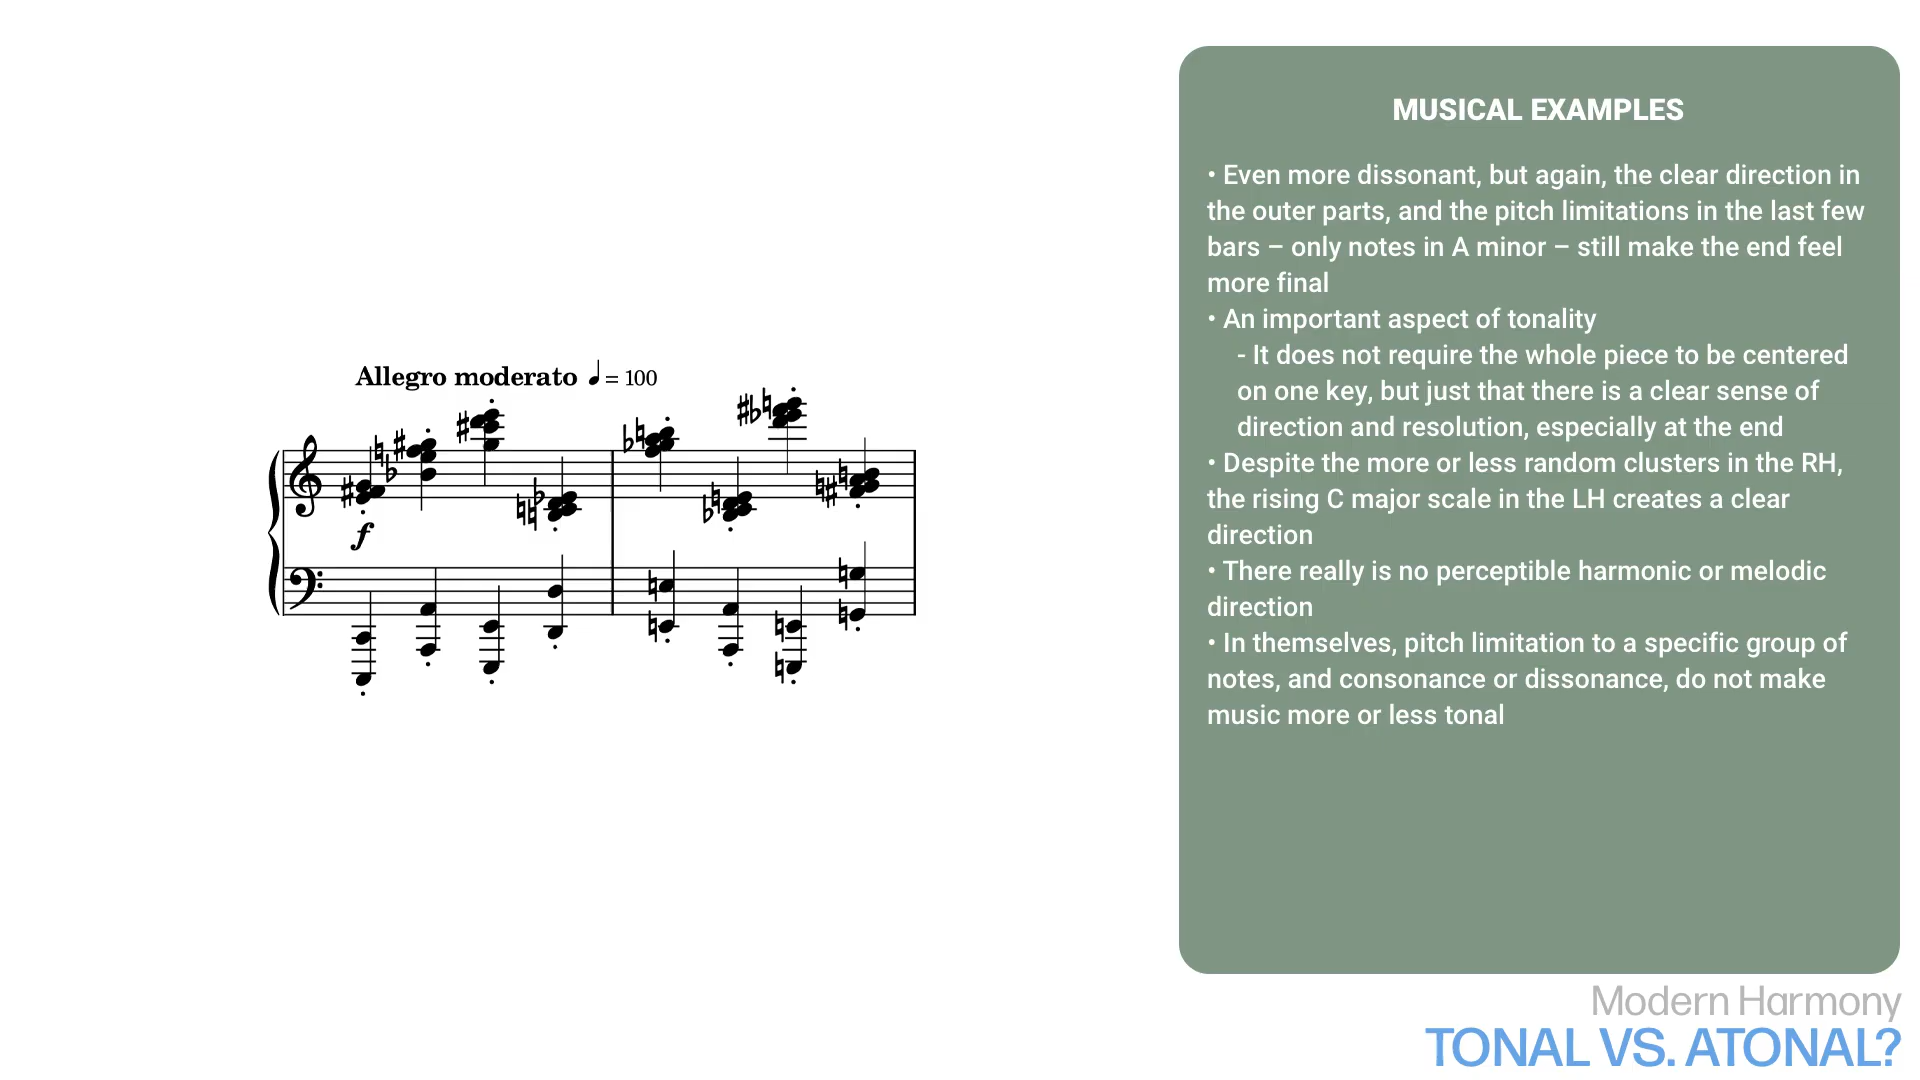 Allegro moderato ♩= 100
f
MUSICAL EXAMPLES
• Even more dissonant, but again, the clear direction in
the outer parts, and the pitch limitations in the last few
bars – only notes in A minor – still make the end feel
more final
• An important aspect of tonality
- It does not require the whole piece to be centered
on one key, but just that there is a clear sense of
direction and resolution, especially at the end
• Despite the more or less random clusters in the RH,
the rising C major scale in the LH creates a clear
direction
• There really is no perceptible harmonic or melodic
direction
• In themselves, pitch limitation to a specific group of
notes, and consonance or dissonance, do not make
music more or less tonal
Modern Harmony
TONAL VS. ATONAL?